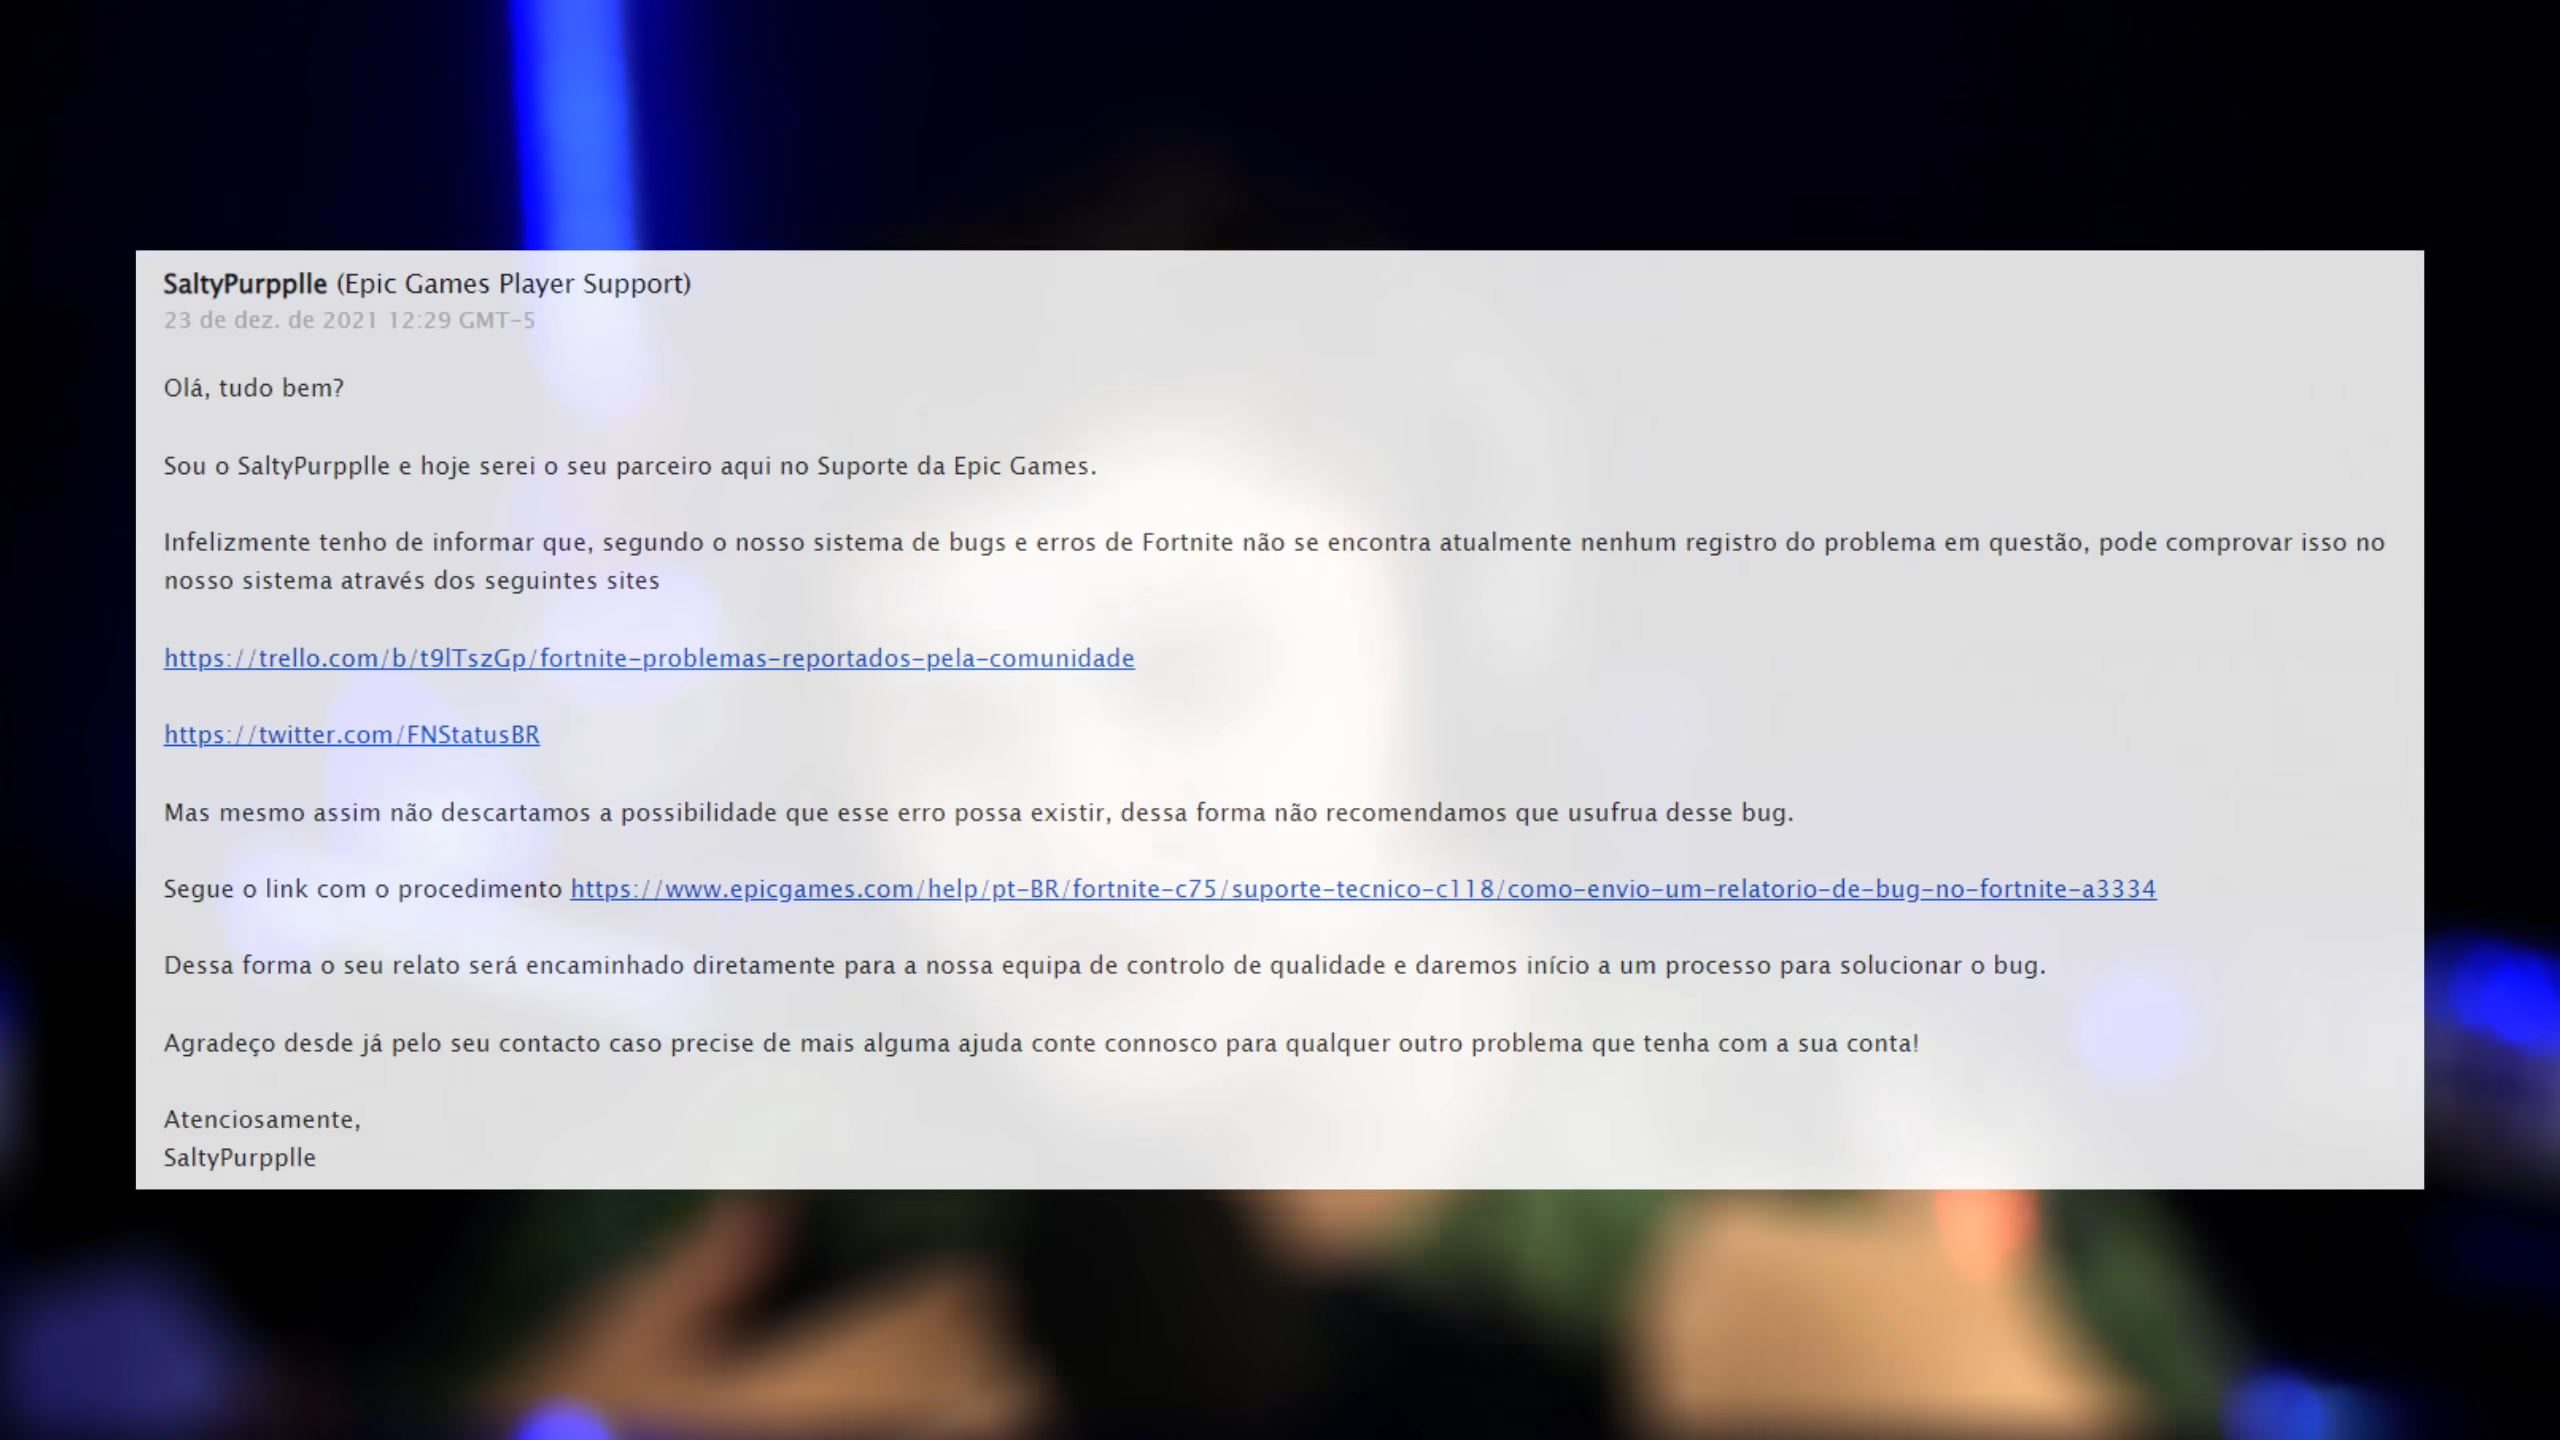 SaltyPurpplle (Epic Games Player Support)
23 de dez. de 2021 12:29 GMT-5
Olá, tudo bem?
Sou o SaltyPurpplle e hoje serei o seu parceiro aqui no Suporte da Epic Games.
Infelizmente tenho de informar que, segundo o nosso sistema de bugs e erros de Fortnite não se encontra atualmente nenhum registro do problema em questão, pode comprovar isso no
nosso sistema através dos seguintes sites
https://trello.com/b/t9lTszGp/fortnite-problemas-reportados-pela-comunidade
https://twitter.com/FNStatusBR
Mas mesmo assim não descartamos a possibilidade que esse erro possa existir, dessa forma não recomendamos que usufrua desse bug.
Segue o link com o procedimento https://www.epicgames.com/help/pt-BR/fortnite-c75/suporte-tecnico-c118/como-envio-um-relatorio-de-bug-no-fortnite-a3334
Dessa forma o seu relato será encaminhado diretamente para a nossa equipa de controlo de qualidade e daremos início a um processo para solucionar o bug.
Agradeço desde já pelo seu contacto caso precise de mais alguma ajuda conte connosco para qualquer outro problema que tenha com a sua conta!
Atenciosamente,
SaltyPurpplle